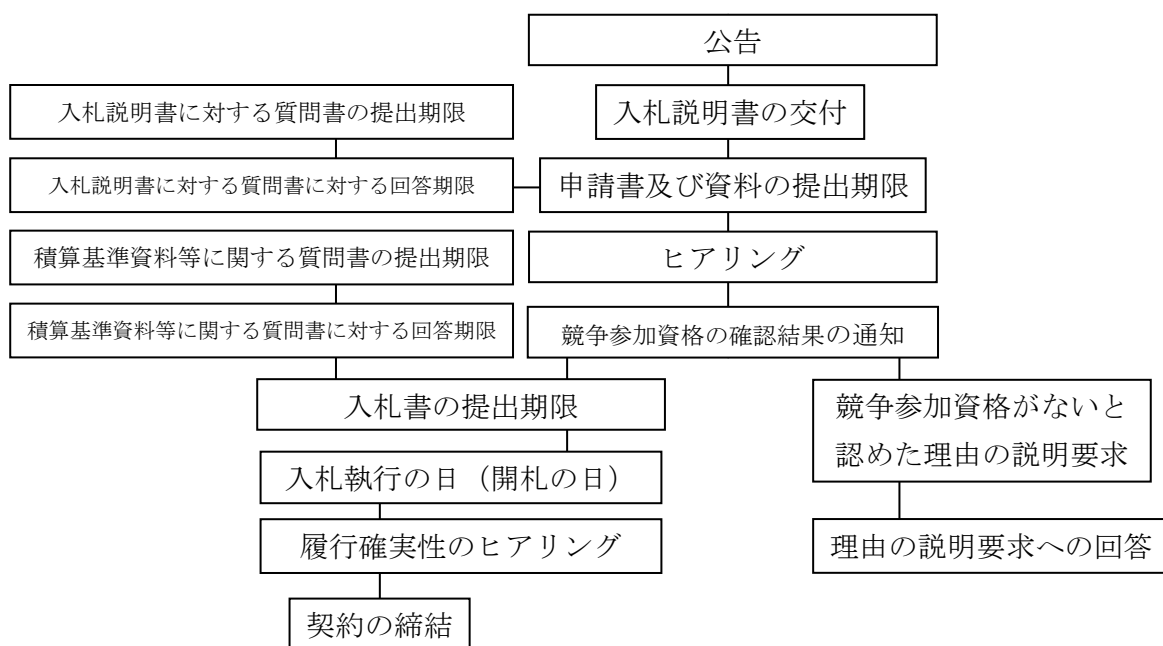 公告
入札説明書に対する質問書の提出期限
入札説明書の交付
入札説明書に対する質問書に対する回答期限
申請書及び資料の提出期限
積算基準資料等に関する質問書の提出期限
ヒアリング
積算基準資料等に関する質問書に対する回答期限
競争参加資格の確認結果の通知
入札書の提出期限
競争参加資格がないと
認めた理由の説明要求
入札執行の日（開札の日）
履行確実性のヒアリング
理由の説明要求への回答
契約の締結